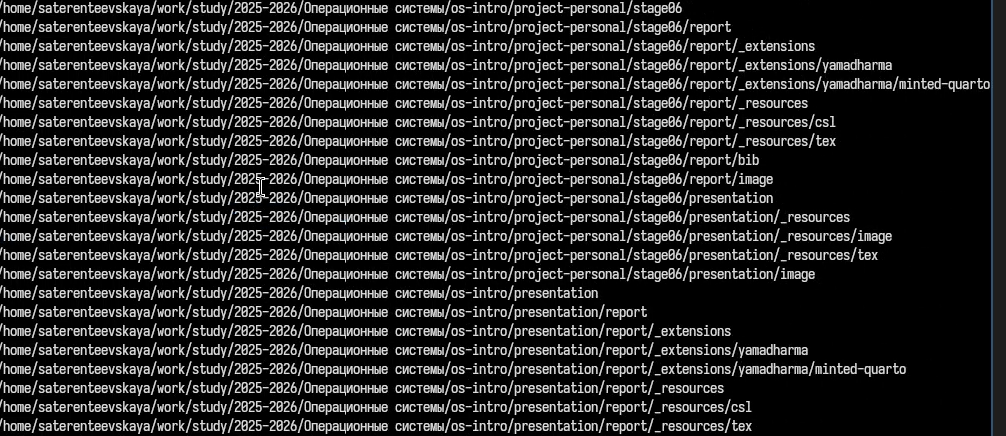 /home/saterenteevskaya/work/study/2025-2026/Операционные системы/os-intro/project-personal/stage06
/home/saterenteevskaya/work/study/2025-2026/Операционные системы/os-intro/project-personal/stage06/report
/home/saterenteevskaya/work/study/2025-2026/Операционные системы/os-intro/project-personal/stage06/report/_extensions
/home/saterenteevskaya/work/study/2025-2026/Операционные системы/os-intro/project-personal/stage06/report/_extensions/yamadharma
/home/saterenteevskaya/work/study/2025-2026/Операционные системы/os-intro/project-personal/stage06/report/_extensions/yamadharma/minted-quarto
/home/saterenteevskaya/work/study/2025-2026/Операционные системы/os-intro/project-personal/stage06/report/_resources
/home/saterenteevskaya/work/study/2025-2026/Операционные системы/os-intro/project-personal/stage06/report/_resources/csl
/home/saterenteevskaya/work/study/2025-2026/Операционные системы/os-intro/project-personal/stage06/report/_resources/tex
/home/saterenteevskaya/work/study/2025-2026/Операционные системы/os-intro/project-personal/stage06/report/bib
/home/saterenteevskaya/work/study/2025-2026/Операционные системы/os-intro/project-personal/stage06/report/image
/home/saterenteevskaya/work/study/2025-2026/Операционные системы/os-intro/project-personal/stage06/presentation
/home/saterenteevskaya/work/study/2025-2026/Операционные системы/os-intro/project-personal/stage06/presentation/_resources
/home/saterenteevskaya/work/study/2025-2026/Операционные системы/os-intro/project-personal/stage06/presentation/_resources/image
/home/saterenteevskaya/work/study/2025-2026/Операционные системы/os-intro/project-personal/stage06/presentation/_resources/tex
/home/saterenteevskaya/work/study/2025-2026/Операционные системы/os-intro/project-personal/stage06/presentation/image
/home/saterenteevskaya/work/study/2025-2026/Операционные системы/os-intro/presentation
/home/saterenteevskaya/work/study/2025-2026/Операционные системы/os-intro/presentation/report
/home/saterenteevskaya/work/study/2025-2026/Операционные системы/os-intro/presentation/report/_extensions
/home/saterenteevskaya/work/study/2025-2026/Операционные системы/os-intro/presentation/report/_extensions/yamadharma
/home/saterenteevskaya/work/study/2025-2026/Операционные системы/os-intro/presentation/report/_extensions/yamadharma/minted-quarto
/home/saterenteevskaya/work/study/2025-2026/Операционные системы/os-intro/presentation/report/_resources
/home/saterenteevskaya/work/study/2025-2026/Операционные системы/os-intro/presentation/report/_resources/csl
/home/saterenteevskaya/work/study/2025-2026/Операционные системы/os-intro/presentation/report/_resources/tex